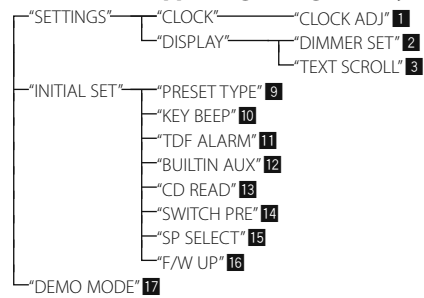 "SETTINGS" "CLOCK" "CLOCK ADJ" 1
"DISPLAY" "DIMMER SET" 2
"TEXT SCROLL" 3
"INITIAL SET" "PRESET TYPE" 9
"KEY BEEP" 10
"TDF ALARM" 11
"BUILTIN AUX" 12
"CD READ" 13
"SWITCH PRE" 14
"SP SELECT" 15
"F/W UP" 16
"DEMO MODE" 17